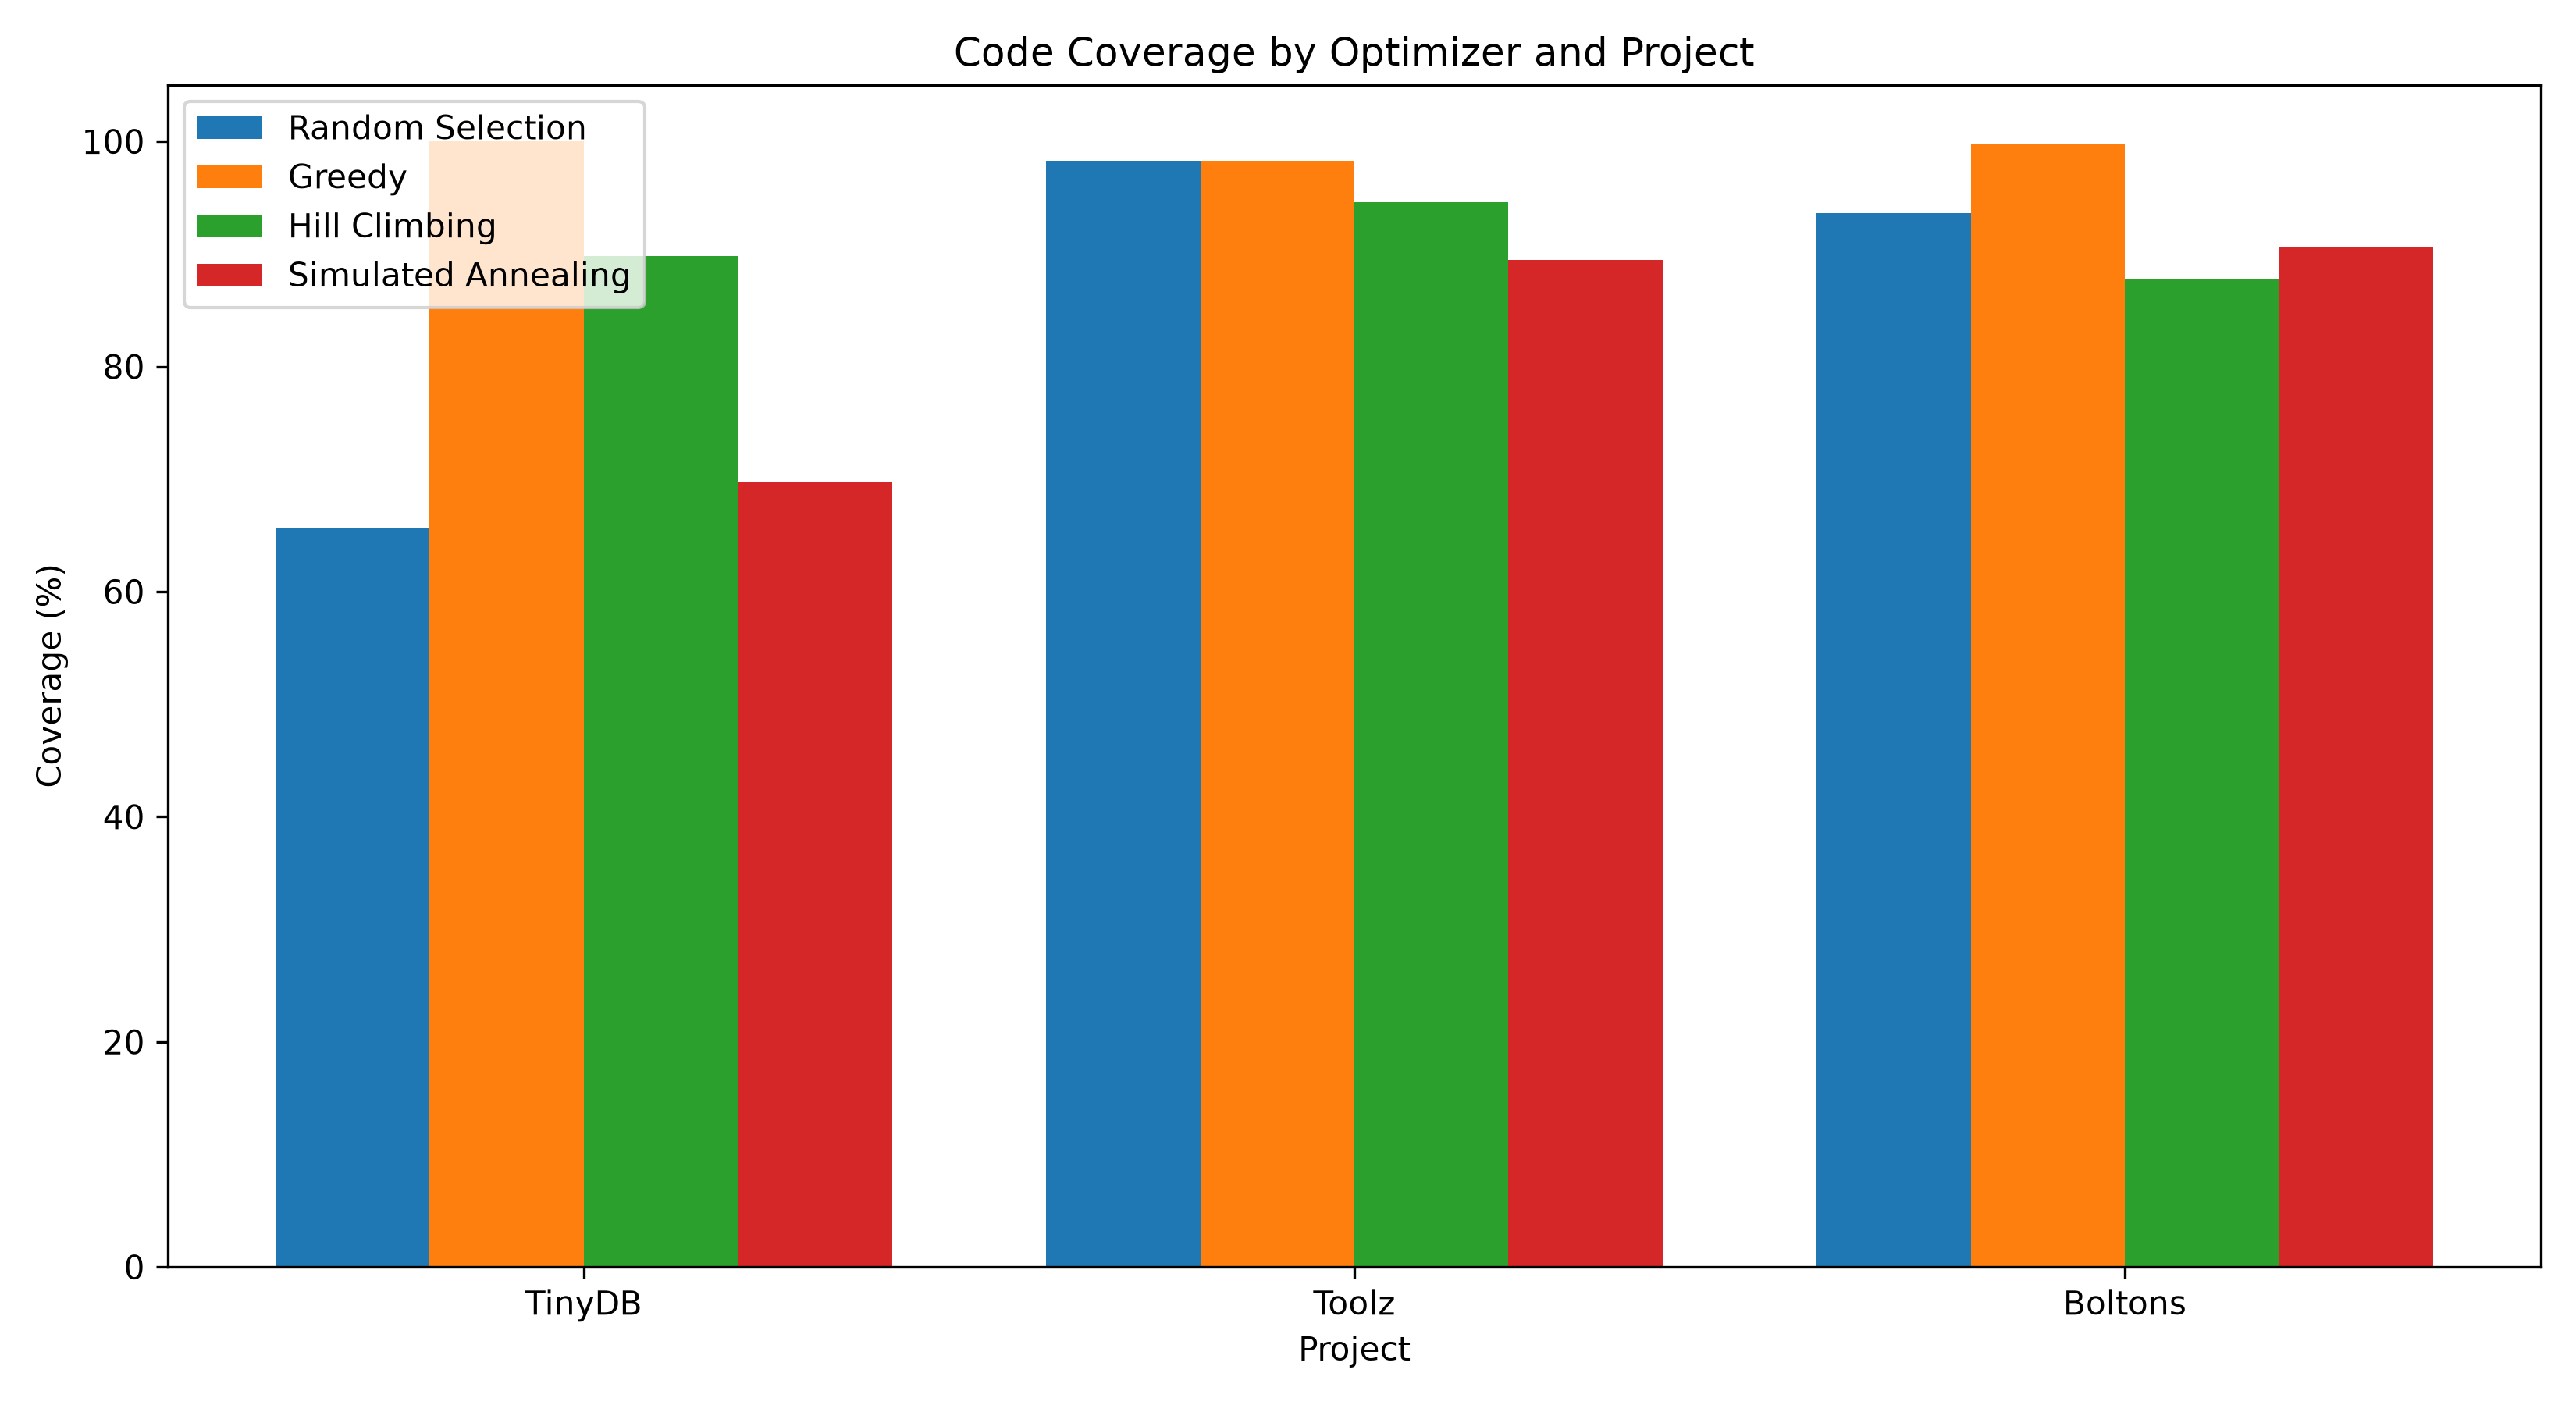 Code Coverage by Optimizer and Project
Random Selection
Greedy
Hill Climbing
Simulated Annealing
100
80
60
40
20
0
Coverage (%)
TinyDB
Toolz
Boltons
Project